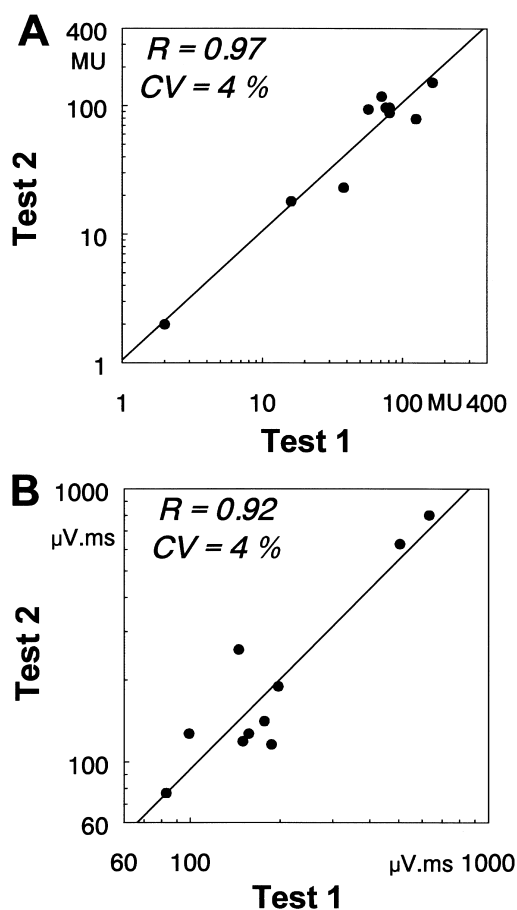 A
400
MU
R = 0.97
CV = 4 %
100
Test 2
10
1
1 10 100 MU 400
Test 1
B
1000
µV.ms
R = 0.92
CV = 4 %
Test 2
100
60
60 100 µV.ms 1000
Test 1